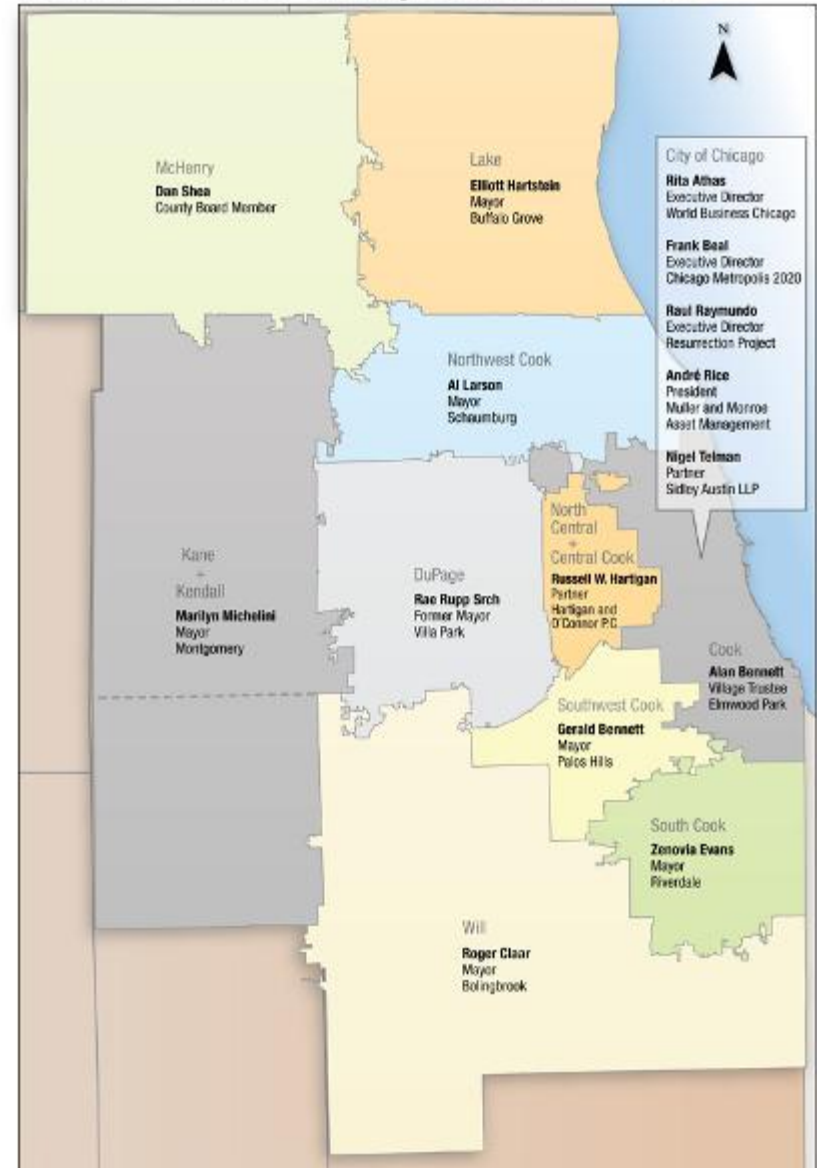 N
McHenry
Dan Shea
County Board Member
Lake
Elliott Hartstein
Mayor
Buffalo Grove
City of Chicago
Rita Athas
Executive Director
World Business Chicago
Frank Beal
Executive Director
Chicago Metropolis 2020
Raul Raymundo
Executive Director
Resurrection Project
André Rice
President
Muller and Monroe
Asset Management
Nigel Telman
Partner
Sidley Austin LLP
Northwest Cook
Al Larson
Mayor
Schaumburg
Kane
+
Kendall
Marilyn Michelini
Mayor
Montgomery
DuPage
Rae Rupp Srch
Former Mayor
Villa Park
North
Central
+
Central Cook
Russell W. Hartigan
Partner
Hartigan and
O'Connor P.C
Cook
Alan Bennett
Village Trustee
Elmwood Park
Southwest Cook
Gerald Bennett
Mayor
Palos Hills
South Cook
Zenovia Evans
Mayor
Riverdale
Will
Roger Claar
Mayor
Bolingbrook